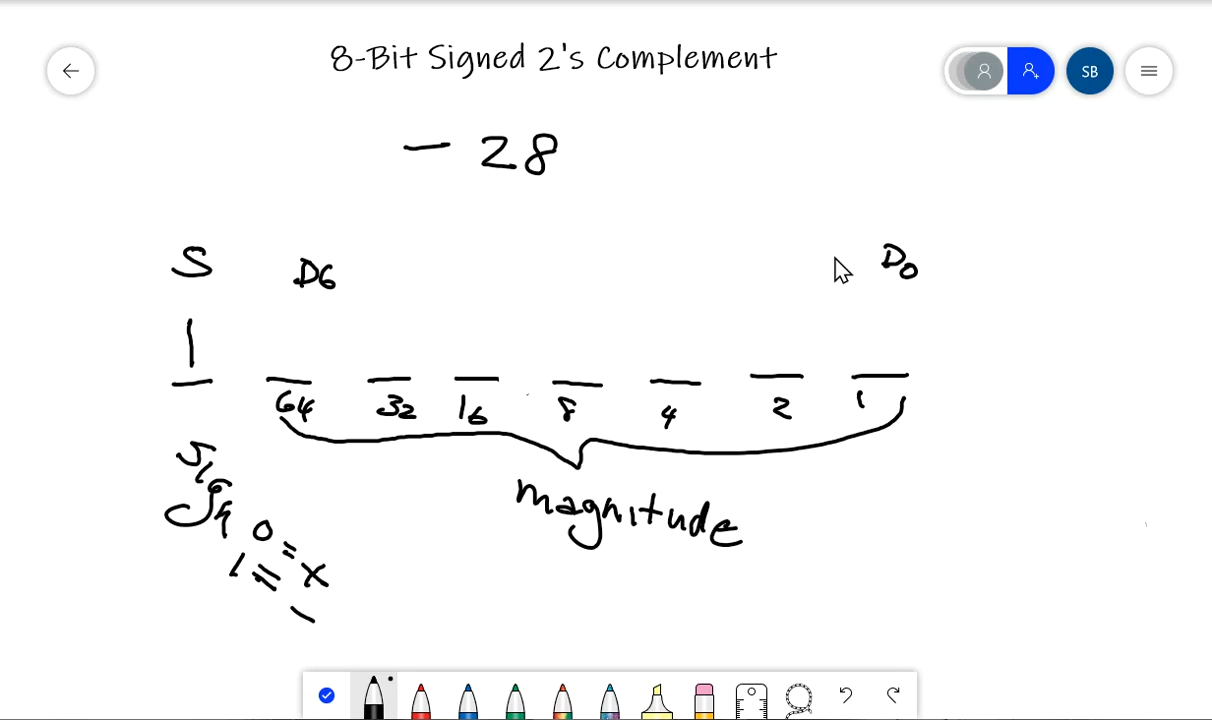 8-Bit Signed 2's Complement
SB
- 28
S D6 D0
1
64 32 16 8 4 2 1
Sign
magnitude
0 = +
1 = -